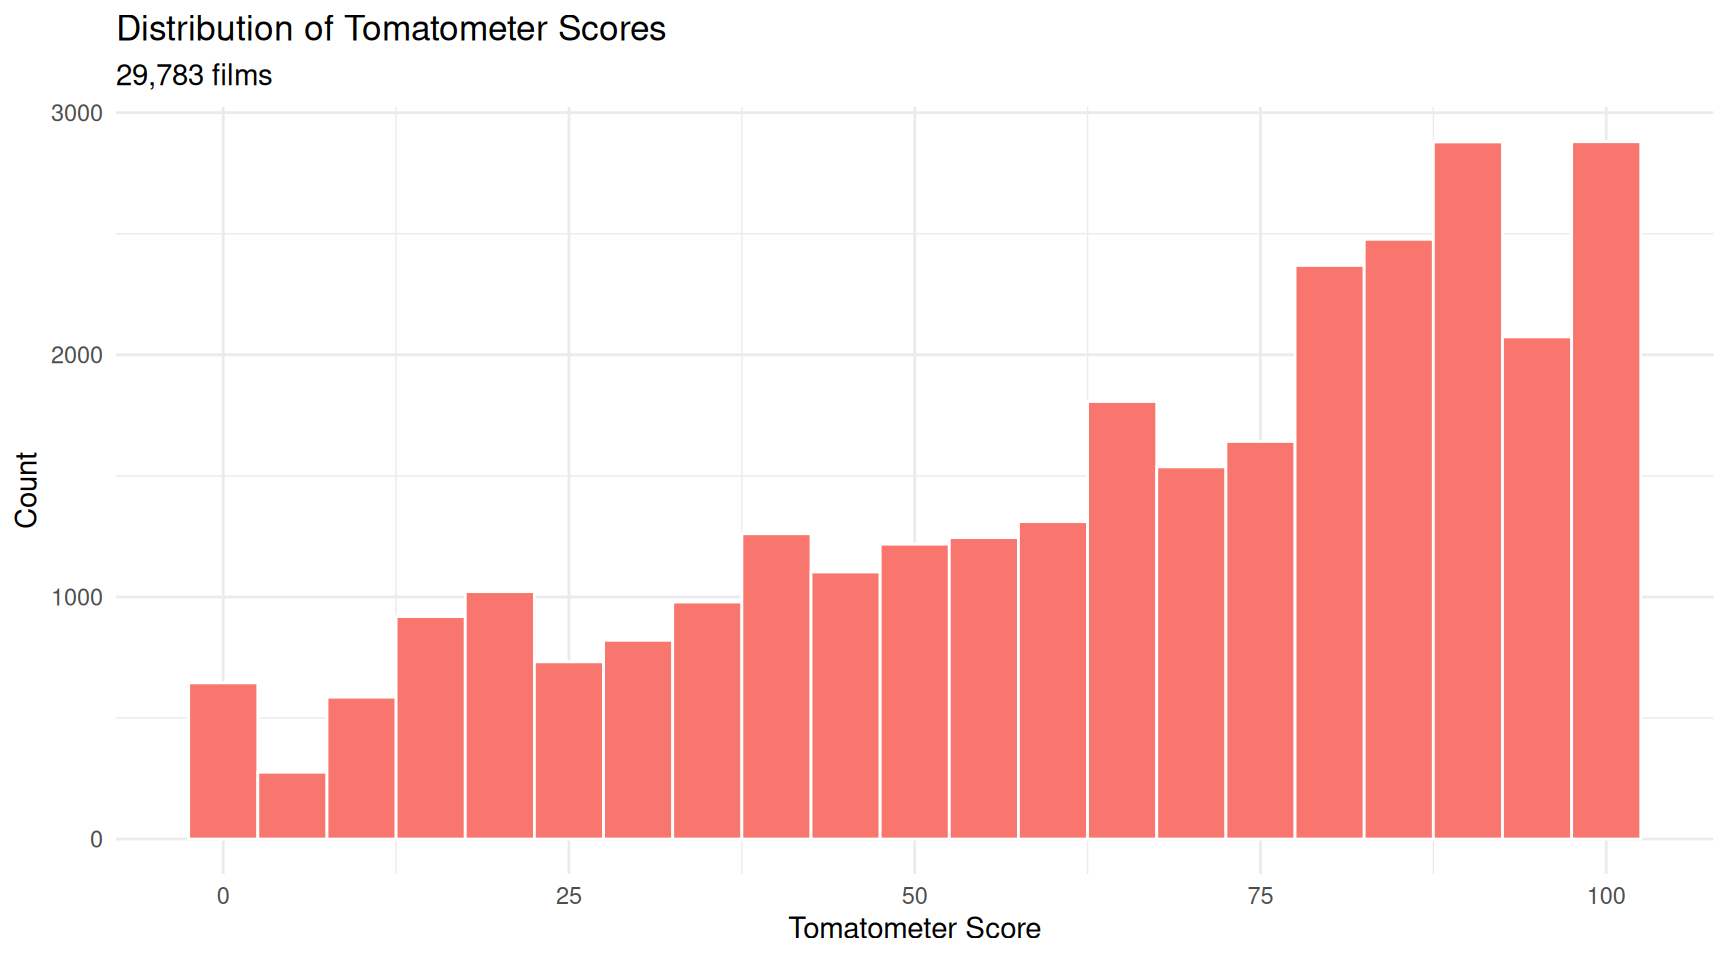 Distribution of Tomatometer Scores
29,783 films
3000
2000
1000
0
Count
0 25 50 75 100
Tomatometer Score